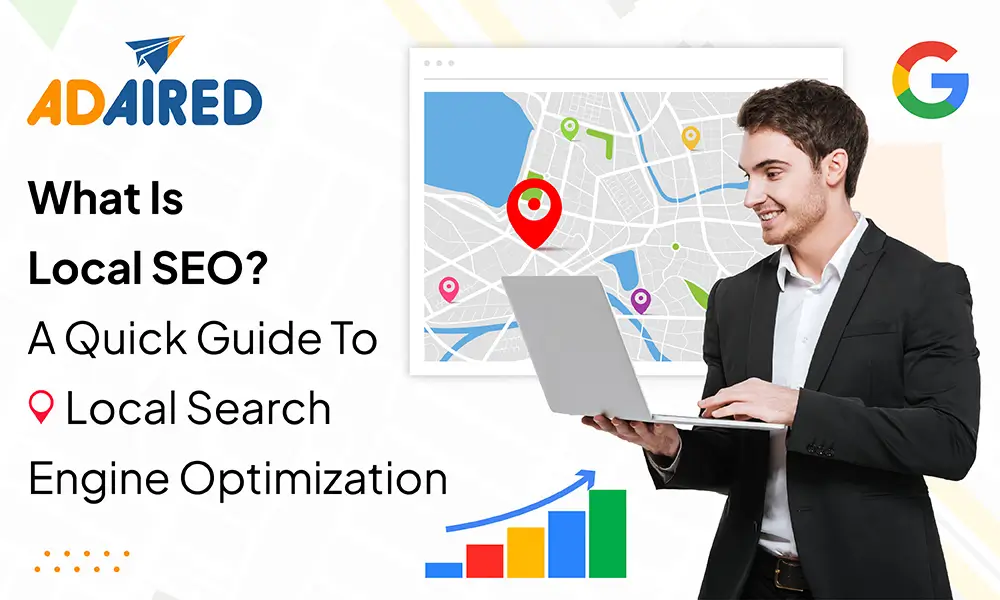 ADAIRED
What Is
Local SEO?
A Quick Guide To
Local Search
Engine Optimization
G